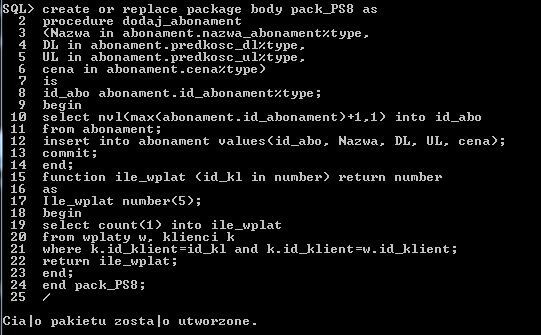 SQL> create or replace package body pack_PS8 as
2 procedure dodaj_abonament
3 (Nazwa in abonament.nazwa_abonament%type,
4 DL in abonament.predkosc_dl%type,
5 UL in abonament.predkosc_ul%type,
6 cena in abonament.cena%type)
7 is
8 id_abo abonament.id_abonament%type;
9 begin
10 select nvl(max(abonament.id_abonament)+1,1) into id_abo
11 from abonament;
12 insert into abonament values(id_abo, Nazwa, DL, UL, cena);
13 commit;
14 end;
15 function ile_wplat (id_kl in number) return number
16 as
17 Ile_wplat number(5);
18 begin
19 select count(1) into ile_wplat
20 from wplaty w, klienci k
21 where k.id_klient=id_kl and k.id_klient=w.id_klient;
22 return ile_wplat;
23 end;
24 end pack_PS8;
25 /
Cia|o pakietu zosta|o utworzone.